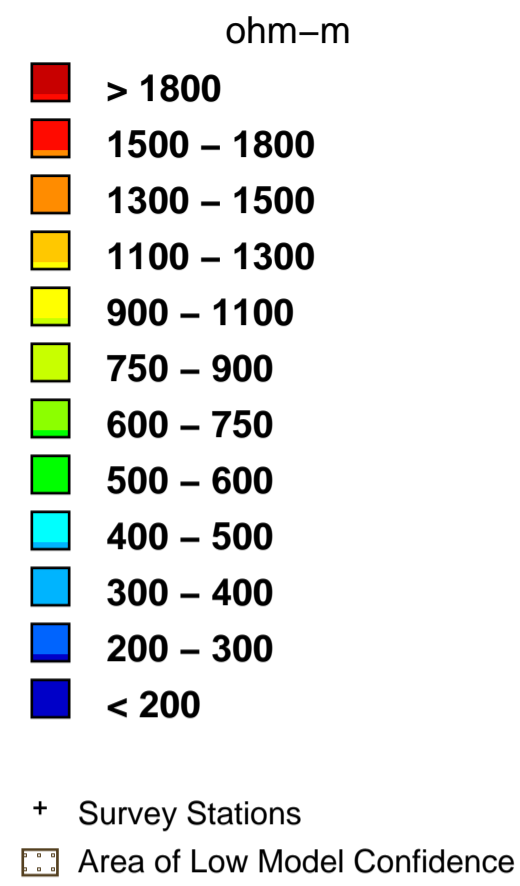 ohm–m
> 1800
1500 – 1800
1300 – 1500
1100 – 1300
900 – 1100
750 – 900
600 – 750
500 – 600
400 – 500
300 – 400
200 – 300
< 200
+ Survey Stations
Area of Low Model Confidence